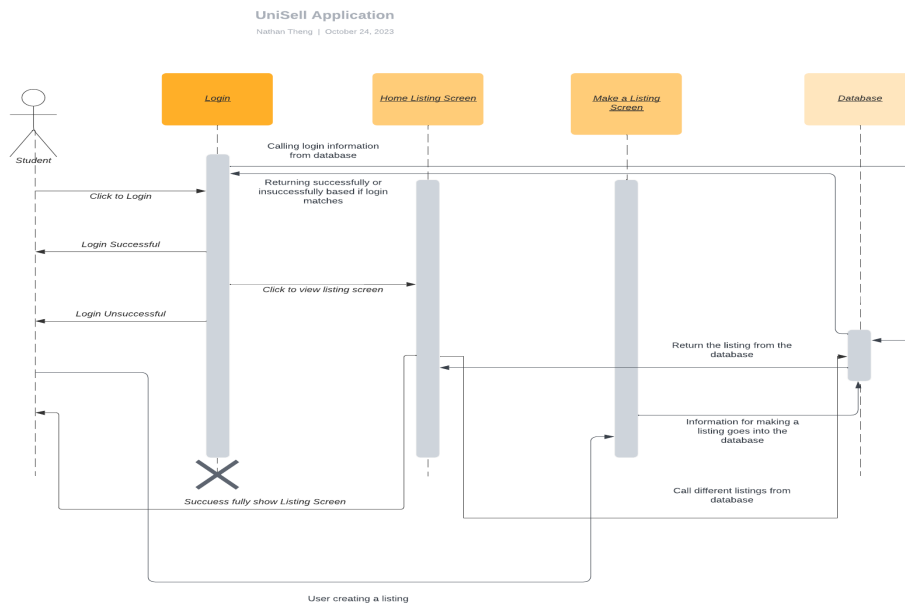 UniSell Application
Nathan Theng | October 24, 2023
Login
Home Listing Screen
Make a Listing
Screen
Database
Student
Calling login information
from database
Returning successfully or
insuccessfully based if login
matches
Click to Login
Login Successful
Click to view listing screen
Login Unsuccessful
Return the listing from the
database
Information for making a
listing goes into the
database
Call different listings from
database
Succuess fully show Listing Screen
User creating a listing